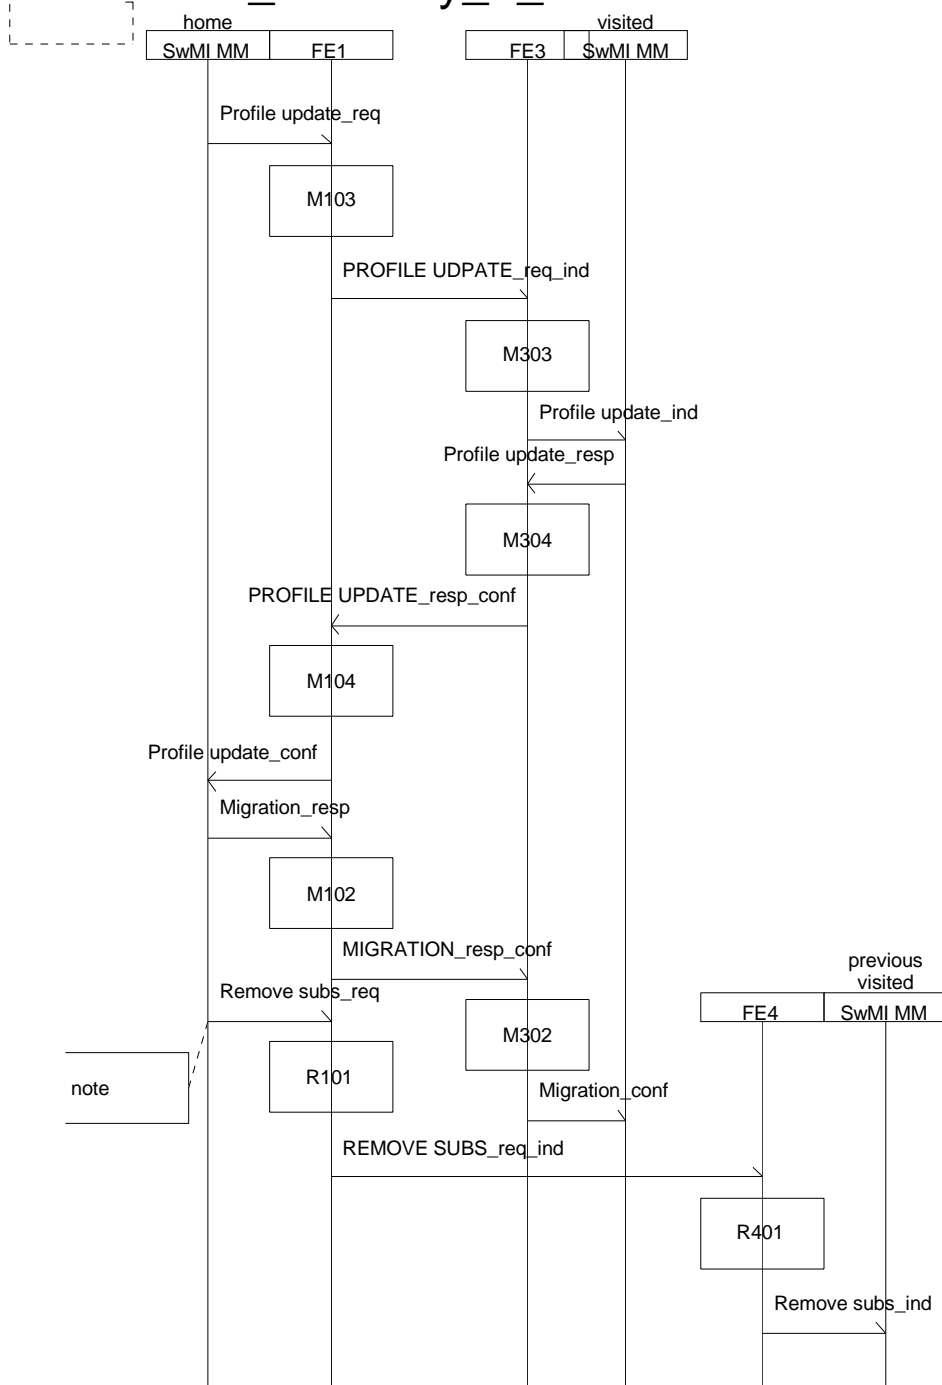 home
visited
SwMI MM
FE1
FE3
SwMI MM
Profile update_req
M103
PROFILE UDPATE_req_ind
M303
Profile update_ind
Profile update_resp
M304
PROFILE UPDATE_resp_conf
M104
Profile update_conf
Migration_resp
M102
MIGRATION_resp_conf
previous
visited
Remove subs_req
FE4
SwMI MM
M302
R101
note
Migration_conf
REMOVE SUBS_req_ind
R401
Remove subs_ind